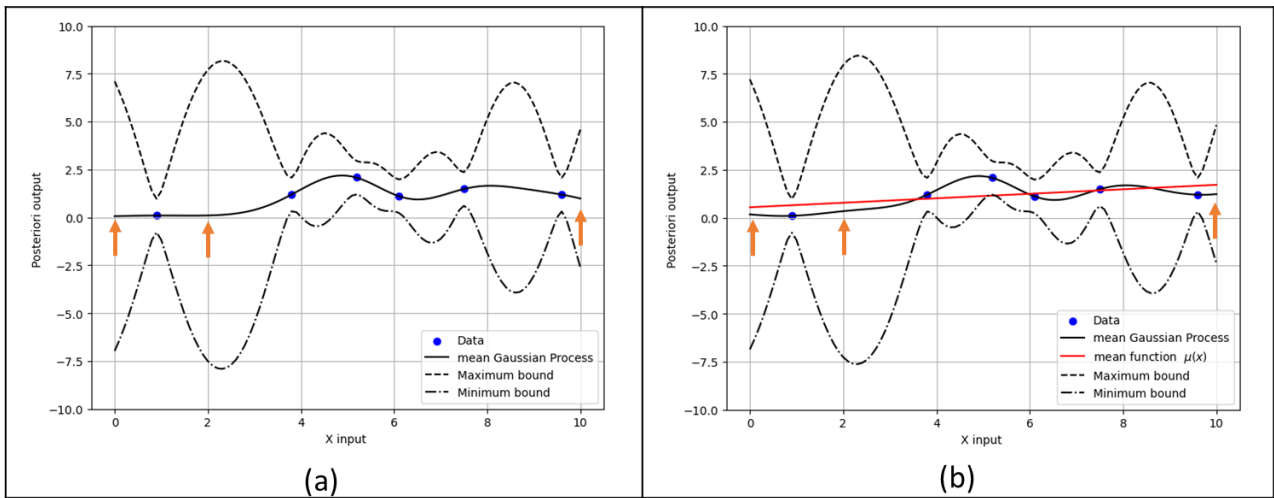 10.0
7.5
5.0
2.5
0.0
−2.5
−5.0
−7.5
−10.0
Posteriori output
0 2 4 6 8 10
X input
Data
mean Gaussian Process
Maximum bound
Minimum bound
(a)
10.0
7.5
5.0
2.5
0.0
−2.5
−5.0
−7.5
−10.0
Posteriori output
0 2 4 6 8 10
X input
Data
mean Gaussian Process
mean function μ(x)
Maximum bound
Minimum bound
(b)